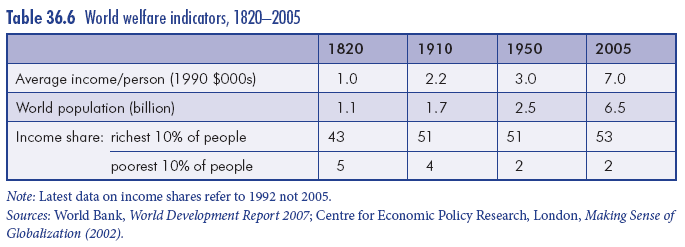 Table 36.6 World welfare indicators, 1820–2005
1820 1910 1950 2005
Average income/person (1990 $000s) 1.0 2.2 3.0 7.0
World population (billion) 1.1 1.7 2.5 6.5
Income share: richest 10% of people 43 51 51 53
poorest 10% of people 5 4 2 2
Note: Latest data on income shares refer to 1992 not 2005.
Sources: World Bank, World Development Report 2007; Centre for Economic Policy Research, London, Making Sense of
Globalization (2002).